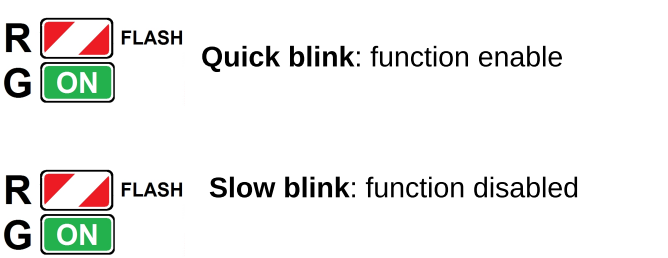 R FLASH
Quick blink: function enable
G ON
R FLASH
Slow blink: function disabled
G ON